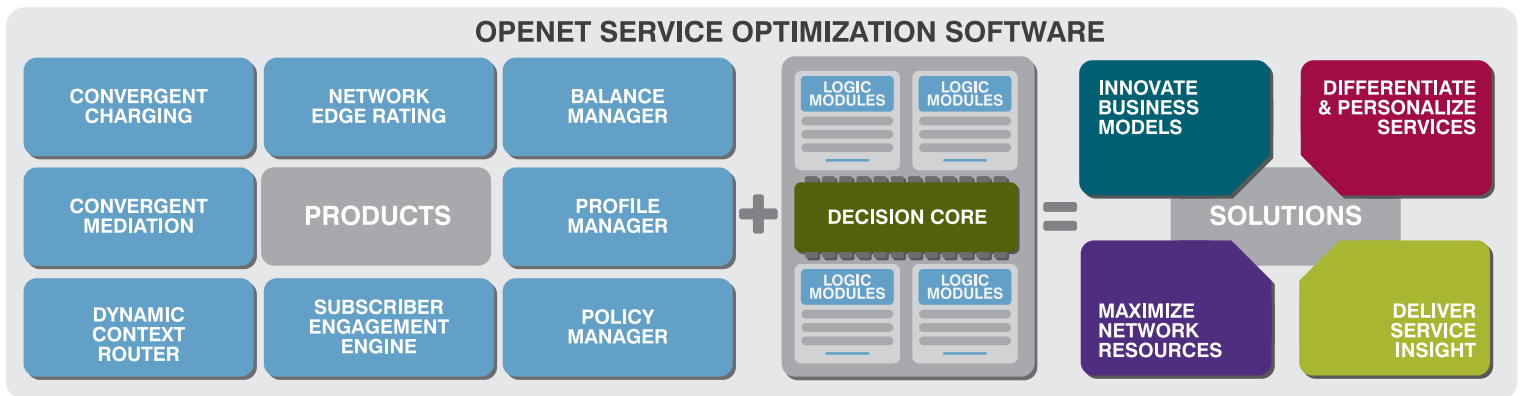 OPENET SERVICE OPTIMIZATION SOFTWARE
CONVERGENT
CHARGING
NETWORK
EDGE RATING
BALANCE
MANAGER
CONVERGENT
MEDIATION
PRODUCTS
PROFILE
MANAGER
DYNAMIC
CONTEXT
ROUTER
SUBSCRIBER
ENGAGEMENT
ENGINE
POLICY
MANAGER
+
LOGIC
MODULES
LOGIC
MODULES
DECISION CORE
LOGIC
MODULES
LOGIC
MODULES
=
INNOVATE
BUSINESS
MODELS
DIFFERENTIATE
& PERSONALIZE
SERVICES
SOLUTIONS
MAXIMIZE
NETWORK
RESOURCES
DELIVER
SERVICE
INSIGHT